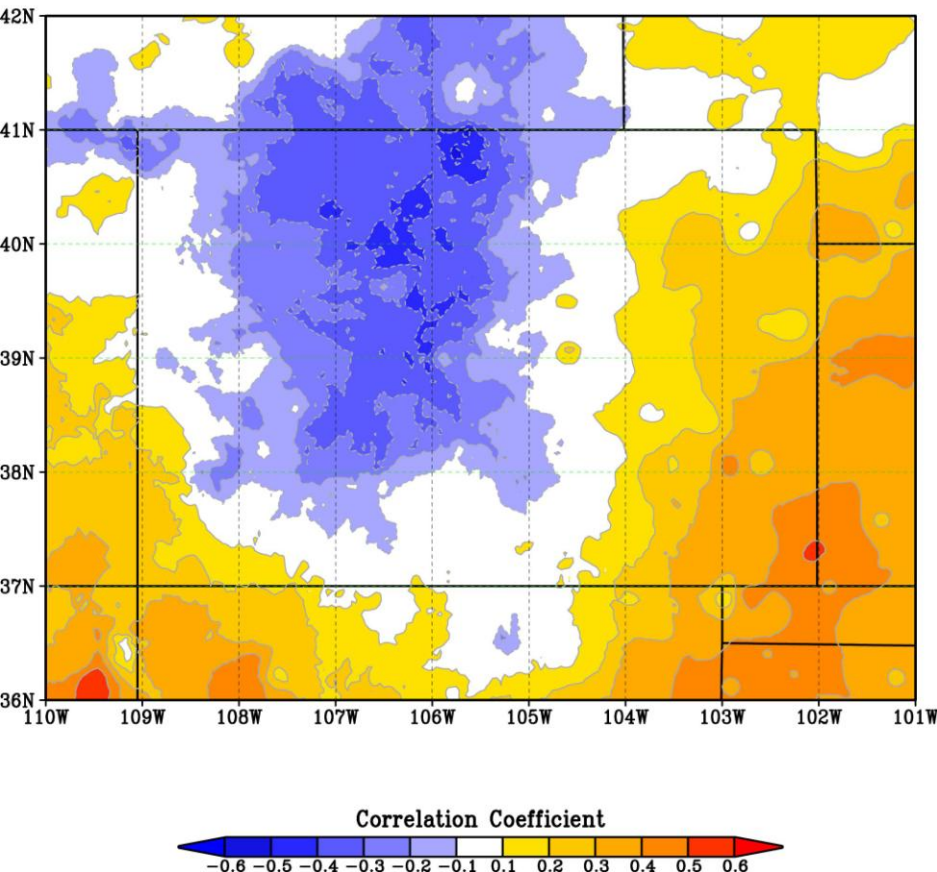 42N
41N
40N
39N
38N
37N
36N
110W 109W 108W 107W 106W 105W 104W 103W 102W 101W
Correlation Coefficient
-0.6 -0.5 -0.4 -0.3 -0.2 -0.1 0.1 0.2 0.3 0.4 0.5 0.6